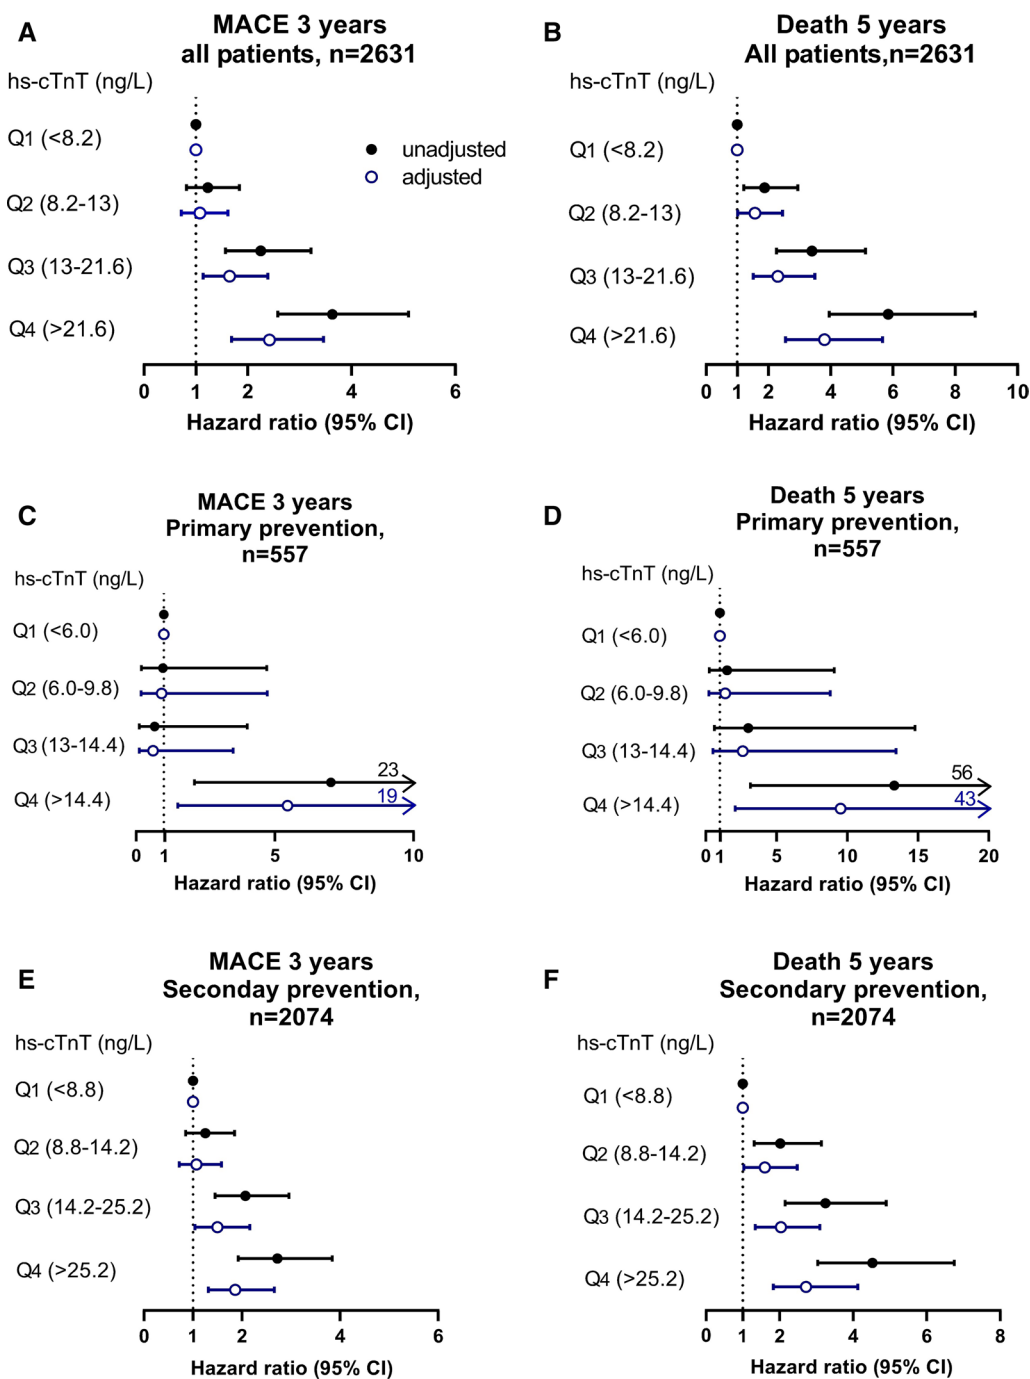 A
MACE 3 years
all patients, n=2631
hs-cTnT (ng/L)
Q1 (<8.2)
Q2 (8.2-13)
Q3 (13-21.6)
Q4 (>21.6)
unadjusted
adjusted
0 1 2 4 6
Hazard ratio (95% CI)
B
Death 5 years
All patients,n=2631
hs-cTnT (ng/L)
Q1 (<8.2)
Q2 (8.2-13)
Q3 (13-21.6)
Q4 (>21.6)
0 1 2 4 6 8 10
Hazard ratio (95% CI)
C
MACE 3 years
Primary prevention,
n=557
hs-cTnT (ng/L)
Q1 (<6.0)
Q2 (6.0-9.8)
Q3 (13-14.4)
Q4 (>14.4)
23
19
0 1 5 10
Hazard ratio (95% CI)
D
Death 5 years
Primary prevention,
n=557
hs-cTnT (ng/L)
Q1 (<6.0)
Q2 (6.0-9.8)
Q3 (13-14.4)
Q4 (>14.4)
56
43
0 1 5 10 15 20
Hazard ratio (95% CI)
E
MACE 3 years
Seconday prevention,
n=2074
hs-cTnT (ng/L)
Q1 (<8.8)
Q2 (8.8-14.2)
Q3 (14.2-25.2)
Q4 (>25.2)
0 1 2 4 6
Hazard ratio (95% CI)
F
Death 5 years
Secondary prevention,
n=2074
hs-cTnT (ng/L)
Q1 (<8.8)
Q2 (8.8-14.2)
Q3 (14.2-25.2)
Q4 (>25.2)
0 1 2 4 6 8
Hazard ratio (95% CI)